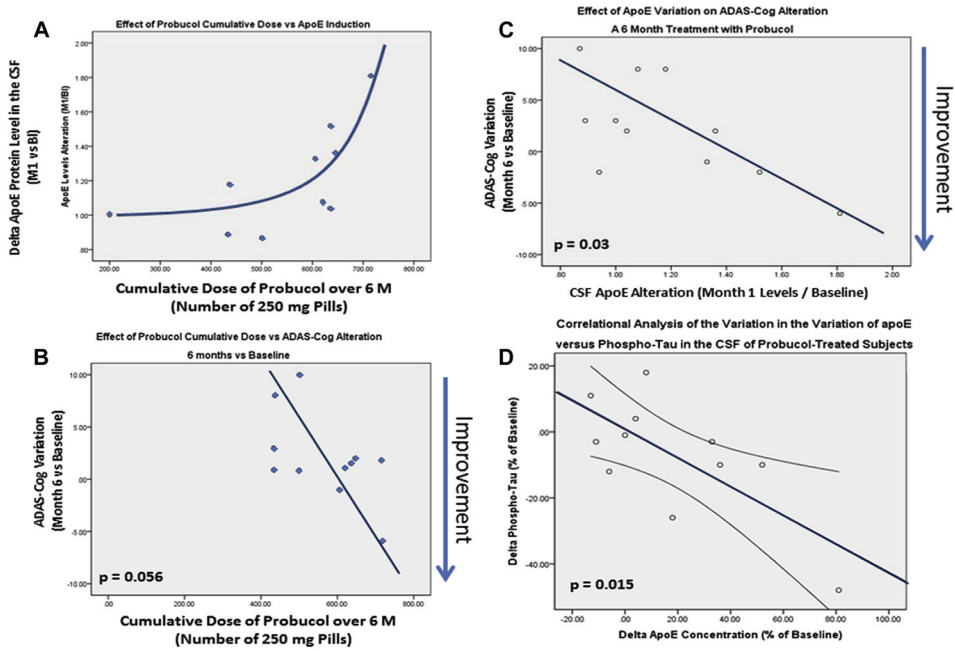 A
Effect of Probucol Cumulative Dose vs ApoE Induction
Delta ApoE Protein Level in the CSF
(M1 vs Bl)
ApoE Levels Alteration (M1/Bl)
2.00
1.80
1.60
1.40
1.20
1.00
.80
200.00 300.00 400.00 500.00 600.00 700.00 800.00
Cumulative Dose of Probucol over 6 M
(Number of 250 mg Pills)
B
Effect of Probucol Cumulative Dose vs ADAS-Cog Alteration
6 months vs Baseline
ADAS-Cog Variation
(Month 6 vs Baseline)
10.00
5.00
.00
-5.00
-10.00
p = 0.056
Improvement
.00 200.00 400.00 600.00 800.00
Cumulative Dose of Probucol over 6 M
(Number of 250 mg Pills)
C
Effect of ApoE Variation on ADAS-Cog Alteration
A 6 Month Treatment with Probucol
ADAS-Cog Variation
(Month 6 vs Baseline)
10.00
5.00
.00
-5.00
-10.00
p = 0.03
Improvement
.80 1.00 1.20 1.40 1.60 1.80 2.00
CSF ApoE Alteration (Month 1 Levels / Baseline)
Correlational Analysis of the Variation in the Variation of apoE
D
versus Phospho-Tau in the CSF of Probucol-Treated Subjects
Delta Phospho-Tau (% of Baseline)
20.00
.00
-20.00
-40.00
p = 0.015
-20.00 .00 20.00 40.00 60.00 80.00 100.00
Delta ApoE Concentration (% of Baseline)